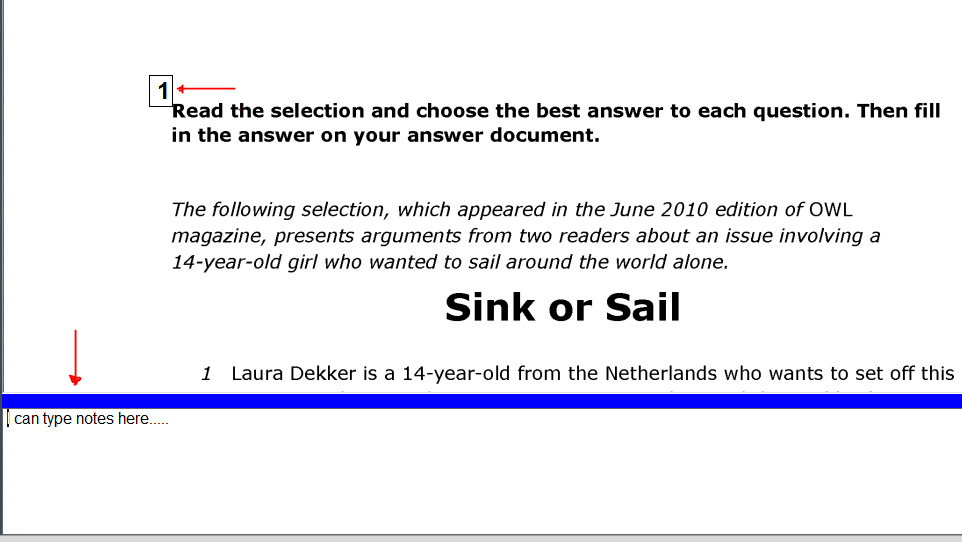 1
Read the selection and choose the best answer to each question. Then fill
in the answer on your answer document.
The following selection, which appeared in the June 2010 edition of OWL
magazine, presents arguments from two readers about an issue involving a
14-year-old girl who wanted to sail around the world alone.
Sink or Sail
1 Laura Dekker is a 14-year-old from the Netherlands who wants to set off this
I can type notes here.....